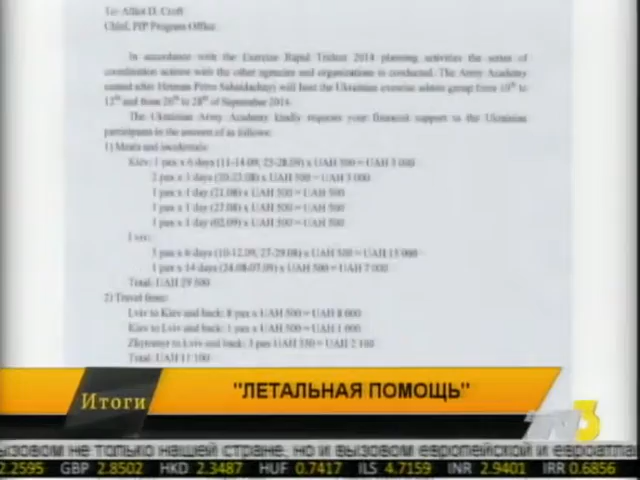 To: Alliot D. Croft
Chief, PfP Program Office
In accordance with the Exercise Rapid Trident 2014 planning activities the series of
coordination actions with the other agencies and organizations is conducted. The Army Academy
named after Hetman Petro Sahaidachnyj will host the Ukrainian exercise advon group from 10th to
12th and from 26th to 28th of September 2014.
The Ukrainian Army Academy kindly requests your financial support to the Ukrainian
participants in the amount of as follows:
1) Meals and incidentals:
Kiev: 1 pax x 6 days (11-14.09, 25-28.09) x UAH 500 = UAH 3 000
2 pax x 3 days (20-22.08) x UAH 500 = UAH 3 000
1 pax x 1 day (21.08) x UAH 500 = UAH 500
1 pax x 1 day (27.08) x UAH 500 = UAH 500
1 pax x 1 day (02.09) x UAH 500 = UAH 500
Lviv:
5 pax x 6 days (10-12.09, 27-29.08) x UAH 500 = UAH 15 000
1 pax x 14 days (24.08-07.09) x UAH 500 = UAH 7 000
Total: UAH 29 500
2) Travel fares:
Lviv to Kiev and back: 8 pax x UAH 500 = UAH 8 000
Kiev to Lviv and back: 1 pax x UAH 500 = UAH 1 000
Zhytomyr to Lviv and back: 3 pax UAH 350 = UAH 2 100
Total: UAH 11 100
Итоги
"ЛЕТАЛЬНАЯ ПОМОЩЬ"
TV3
ызовом не только нашей стране, но и вызовом европейской и евроатла
2.2595 GBP 2.8502 HKD 2.3487 HUF 0.7417 ILS 4.7159 INR 2.9401 IRR 0.6856